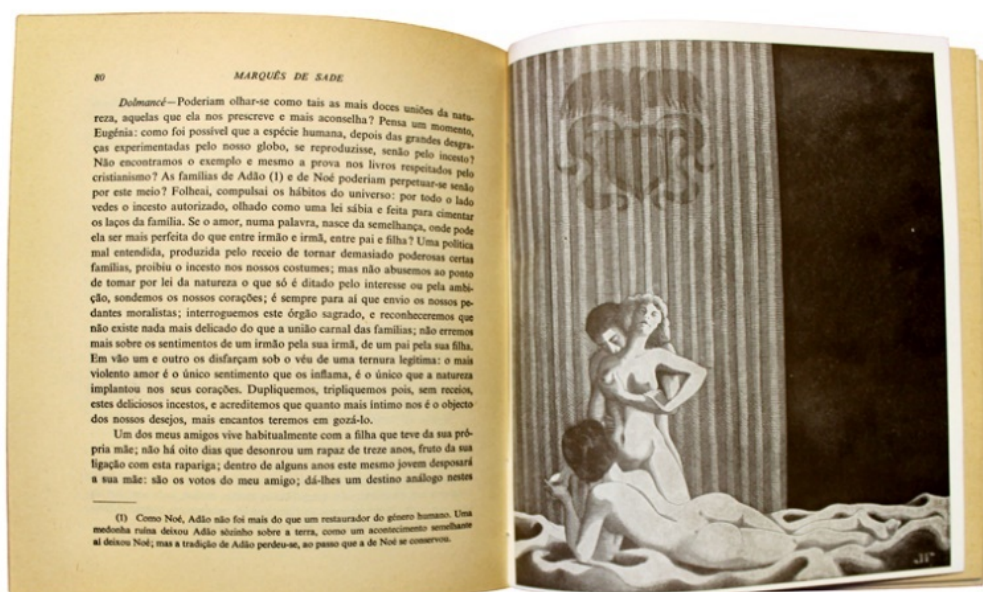 80
MARQUÊS DE SADE
Dolmancé—Poderiam olhar-se como tais as mais doces uniões da natu-
reza, aquelas que ela nos prescreve e mais aconselha? Pensa um momento,
Eugénia: como foi possível que a espécie humana, depois das grandes desgra-
ças experimentadas pelo nosso globo, se reproduzisse, senão pelo incesto?
Não encontramos o exemplo e mesmo a prova nos livros respeitados pelo
cristianismo? As famílias de Adão (1) e de Noé poderiam perpetuar-se senão
por este meio? Folheai, compulsai os hábitos do universo: por todo o lado
vedes o incesto autorizado, olhado como uma lei sábia e feita para cimentar
os laços da família. Se o amor, numa palavra, nasce da semelhança, onde pode
ela ser mais perfeita do que entre irmão e irmã, entre pai e filha? Uma política
mal entendida, produzida pelo receio de tornar demasiado poderosas certas
famílias, proibiu o incesto nos nossos costumes; mas não abusemos ao ponto
de tomar por lei da natureza o que só é ditado pelo interesse ou pela ambi-
ção, sondemos os nossos corações; é sempre para aí que envio os nossos pe-
dantes moralistas; interroguemos este órgão sagrado, e reconheceremos que
não existe nada mais delicado do que a união carnal das famílias; não erremos
mais sobre os sentimentos de um irmão pela sua irmã, de um pai pela sua filha.
Em vão um e outro os disfarçam sob o véu de uma ternura legítima: o mais
violento amor é o único sentimento que os inflama, é o único que a natureza
implantou nos seus corações. Dupliquemos, tripliquemos pois, sem receios,
estes deliciosos incestos, e acreditemos que quanto mais íntimo nos é o objecto
dos nossos desejos, mais encantos teremos em gozá-lo.
Um dos meus amigos vive habitualmente com a filha que teve da sua pró-
pria mãe; não há oito dias que desonrou um rapaz de treze anos, fruto da sua
ligação com esta rapariga; dentro de alguns anos este mesmo jovem desposará
a sua mãe: são os votos do meu amigo; dá-lhes um destino análogo nestes
(1) Como Noé, Adão não foi mais do que um restaurador do género humano. Uma
medonha ruína deixou Adão sòzinho sobre a terra, como um acontecimento semelhante
aí deixou Noé; mas a tradição de Adão perdeu-se, ao passo que a de Noé se conservou.